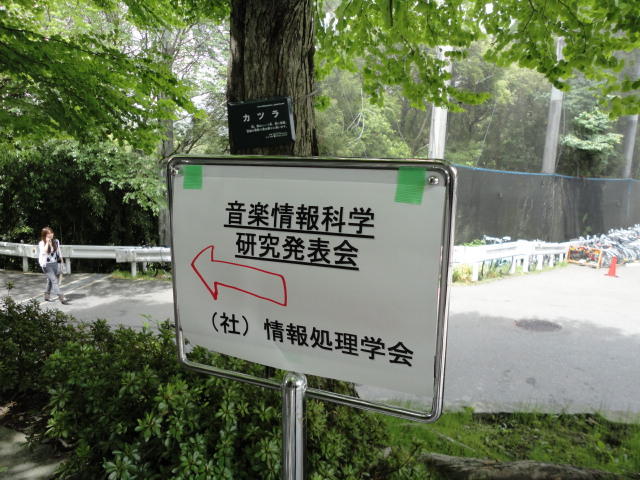 カツラ
音楽情報科学
研究発表会
(社)情報処理学会